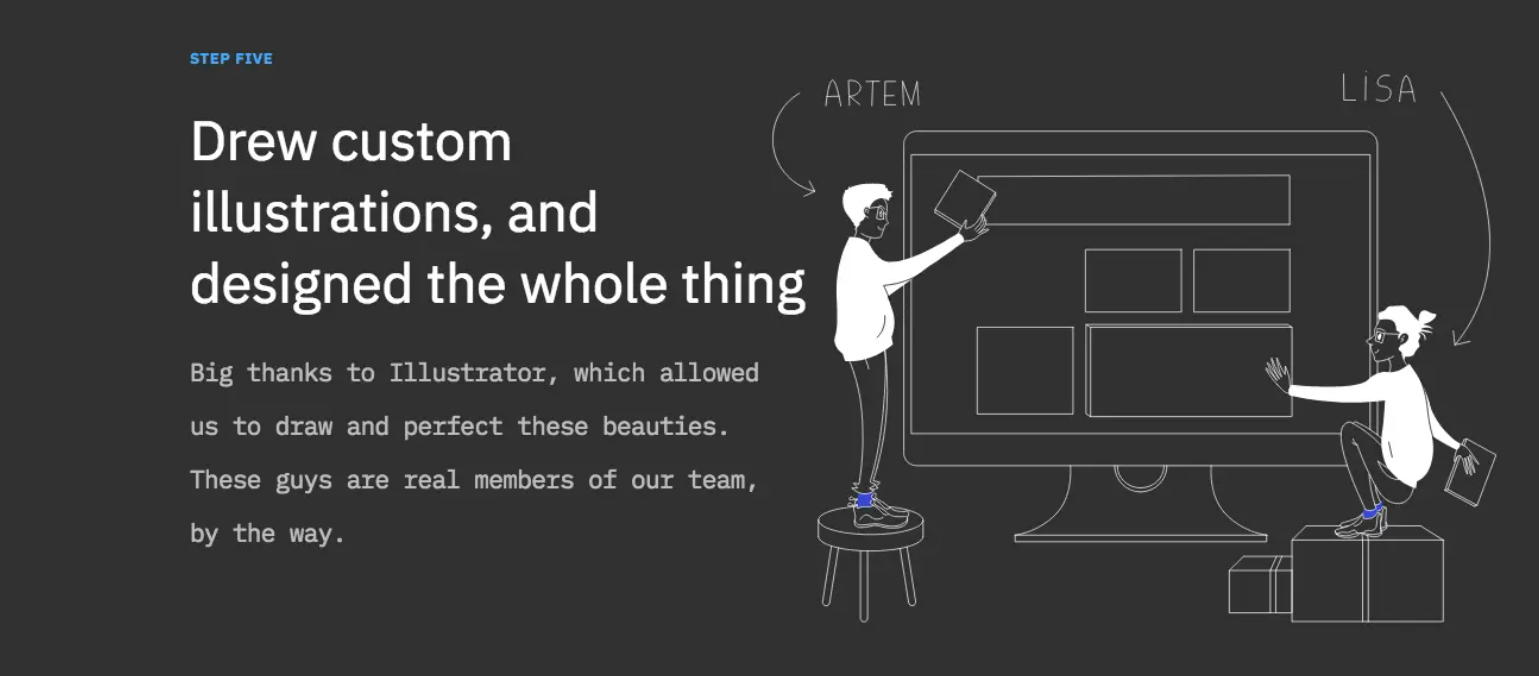 STEP FIVE
ARTEM
LiSA
Drew custom
illustrations, and
designed the whole thing
Big thanks to Illustrator, which allowed
us to draw and perfect these beauties.
These guys are real members of our team,
by the way.